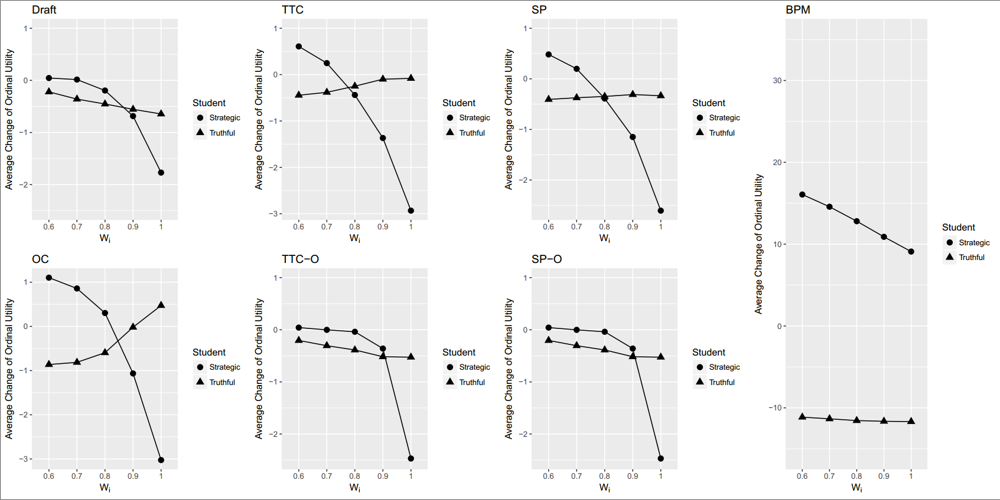 Draft
Average Change of Ordinal Utility
1
0
−1
−2
0.6 0.7 0.8 0.9 1
Wi
Student
Strategic
Truthful
TTC
Average Change of Ordinal Utility
1
0
−1
−2
−3
0.6 0.7 0.8 0.9 1
Wi
Student
Strategic
Truthful
SP
Average Change of Ordinal Utility
1
0
−1
−2
0.6 0.7 0.8 0.9 1
Wi
Student
Strategic
Truthful
BPM
Average Change of Ordinal Utility
30
20
10
0
−10
0.6 0.7 0.8 0.9 1
Wi
Student
Strategic
Truthful
OC
Average Change of Ordinal Utility
1
0
−1
−2
−3
0.6 0.7 0.8 0.9 1
Wi
Student
Strategic
Truthful
TTC−O
Average Change of Ordinal Utility
1
0
−1
−2
0.6 0.7 0.8 0.9 1
Wi
Student
Strategic
Truthful
SP−O
Average Change of Ordinal Utility
1
0
−1
−2
0.6 0.7 0.8 0.9 1
Wi
Student
Strategic
Truthful